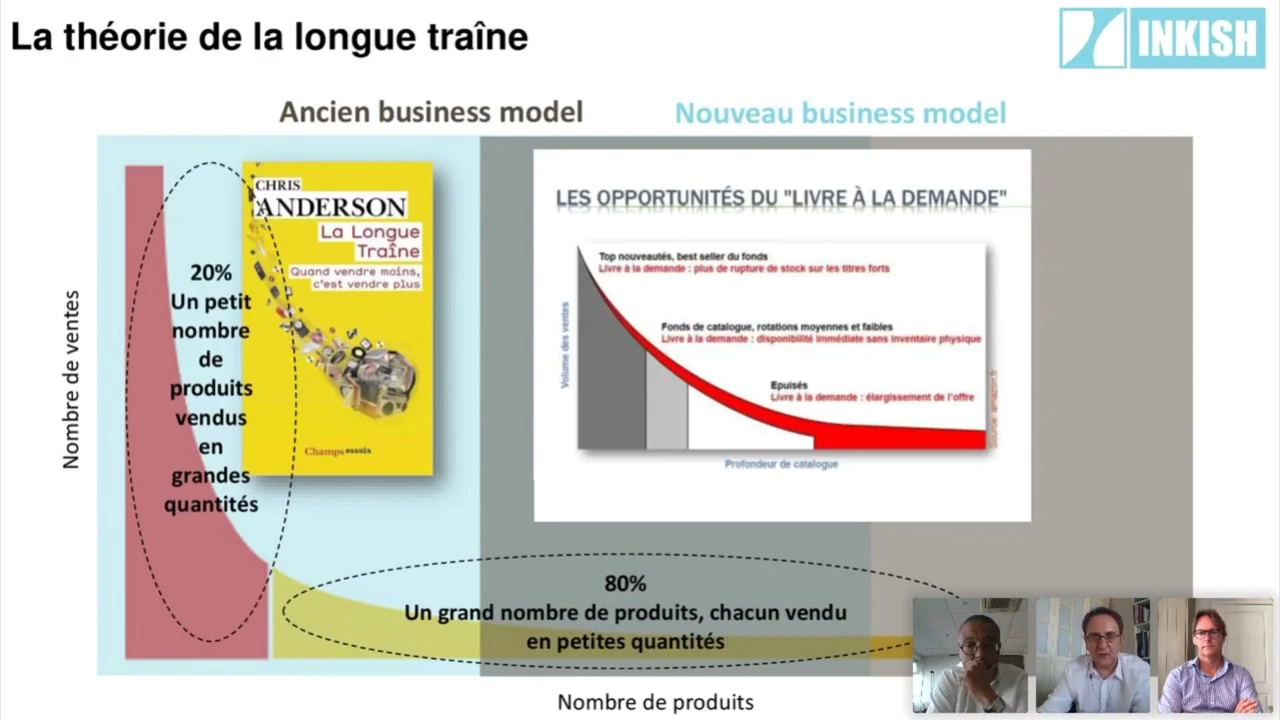 La théorie de la longue traîne
INKISH
Ancien business model
Nouveau business model
CHRIS
ANDERSON
La Longue
Traîne
Quand vendre moins,
c'est vendre plus
Champs essais
20%
Un petit
nombre
de
produits
vendus
en
grandes
quantités
Nombre de ventes
LES OPPORTUNITÉS DU "LIVRE À LA DEMANDE"
Top nouveautés, best seller du fonds
Livre à la demande : plus de rupture de stock sur les titres forts
Fonds de catalogue, rotations moyennes et faibles
Livre à la demande : disponibilité immédiate sans inventaire physique
Epuisés
Livre à la demande : élargissement de l'offre
Volume des ventes
Source: amazon.fr
Profondeur de catalogue
80%
Un grand nombre de produits, chacun vendu
en petites quantités
Nombre de produits